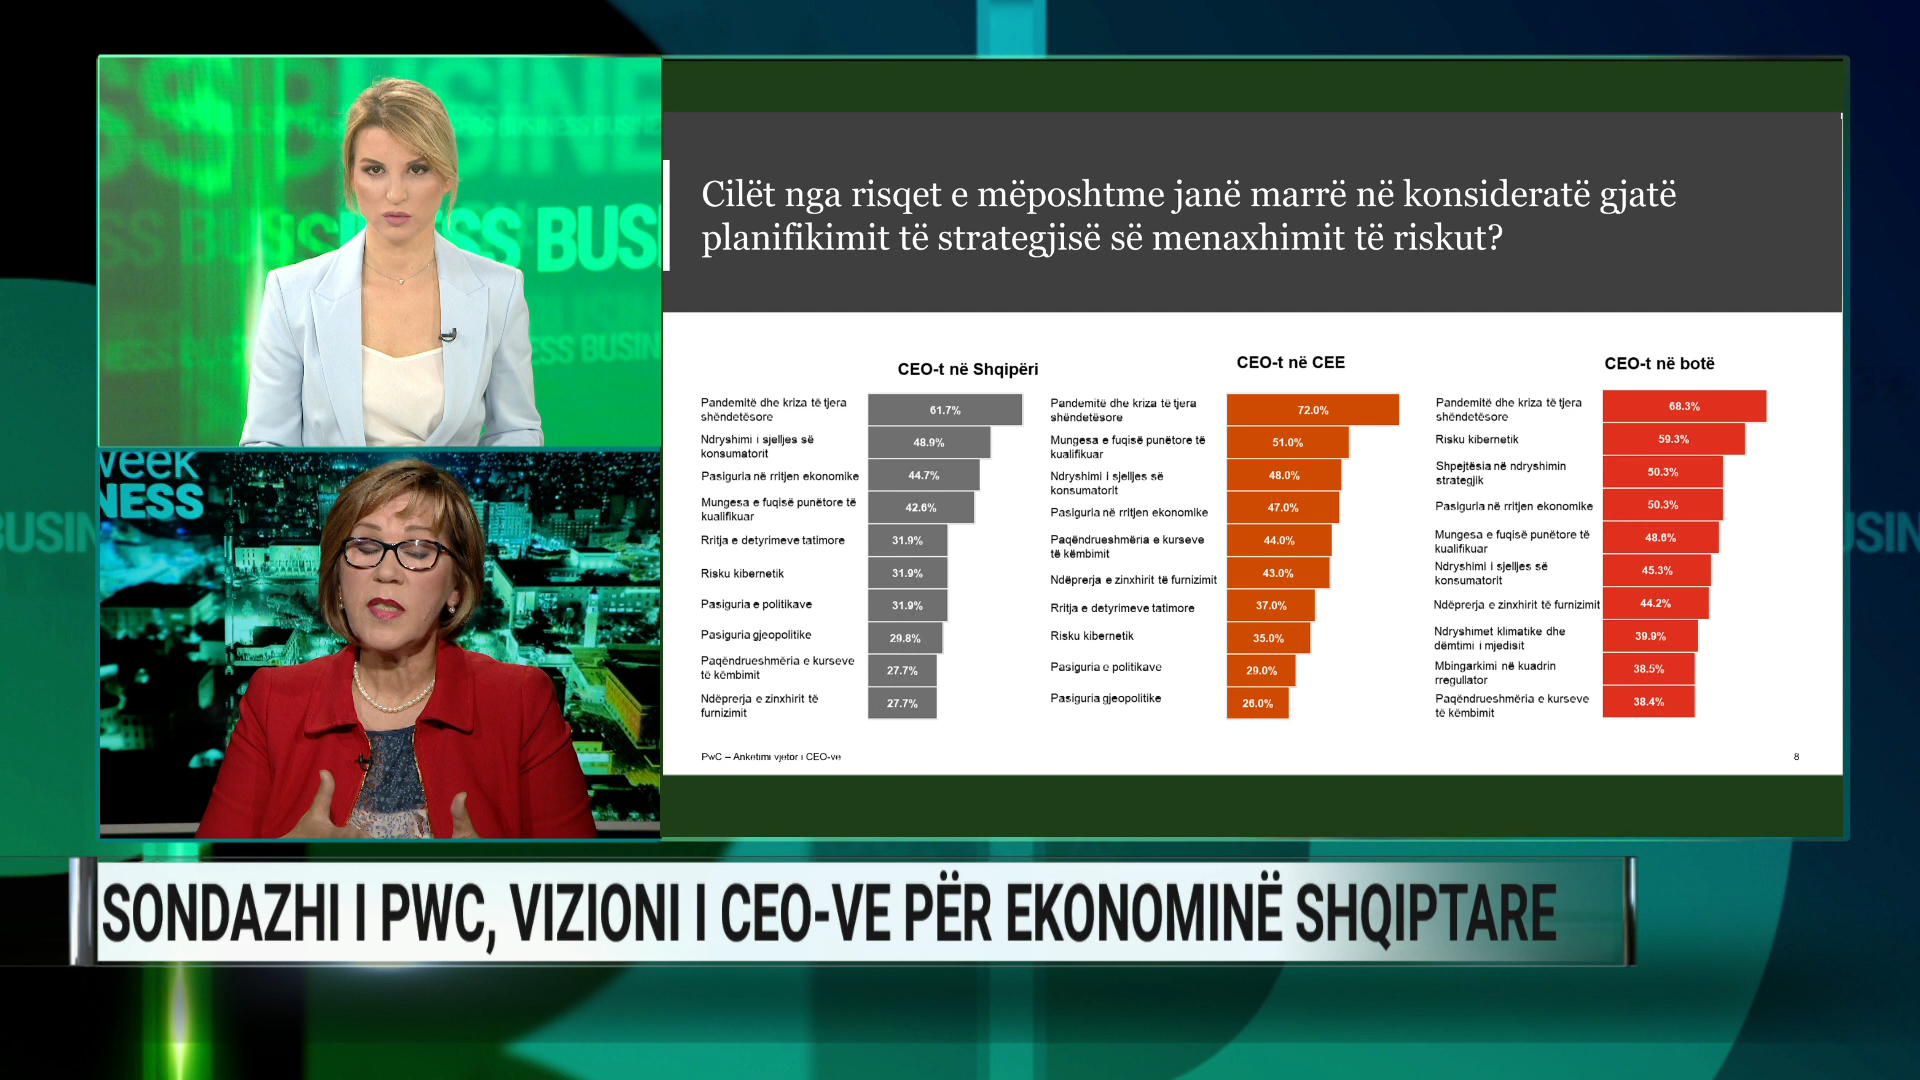 BUSINESS BUSI
week
NESS
Cilët nga risqet e mëposhtme janë marrë në konsideratë gjatë
planifikimit të strategjisë së menaxhimit të riskut?
CEO-t në Shqipëri
Pandemitë dhe kriza të tjera
shëndetësore
61.7%
Ndryshimi i sjelljes së
konsumatorit
48.9%
Pasiguria në rritjen ekonomike
44.7%
Mungesa e fuqisë punëtore të
kualifikuar
42.6%
Rritja e detyrimeve tatimore
31.9%
Risku kibernetik
31.9%
Pasiguria e politikave
31.9%
Pasiguria gjeopolitike
29.8%
Paqëndrueshmëria e kurseve
të këmbimit
27.7%
Ndëprerja e zinxhirit të
furnizimit
27.7%
CEO-t në CEE
Pandemitë dhe kriza të tjera
shëndetësore
72.0%
Mungesa e fuqisë punëtore të
kualifikuar
51.0%
Ndryshimi i sjelljes së
konsumatorit
48.0%
Pasiguria në rritjen ekonomike
47.0%
Paqëndrueshmëria e kurseve
të këmbimit
44.0%
Ndëprerja e zinxhirit të furnizimit
43.0%
Rritja e detyrimeve tatimore
37.0%
Risku kibernetik
35.0%
Pasiguria e politikave
29.0%
Pasiguria gjeopolitike
26.0%
CEO-t në botë
Pandemitë dhe kriza të tjera
shëndetësore
68.3%
Risku kibernetik
59.3%
Shpejtësia në ndryshimin
strategjik
50.3%
Pasiguria në rritjen ekonomike
50.3%
Mungesa e fuqisë punëtore të
kualifikuar
48.6%
Ndryshimi i sjelljes së
konsumatorit
45.3%
Ndëprerja e zinxhirit të furnizimit
44.2%
Ndryshimet klimatike dhe
dëmtimi i mjedisit
39.9%
Mbingarkimi në kuadrin
rregullator
38.5%
Paqëndrueshmëria e kurseve
të këmbimit
38.4%
PwC – Anketimi vjetor i CEO-ve
8
SONDAZHI I PWC, VIZIONI I CEO-VE PËR EKONOMINË SHQIPTARE